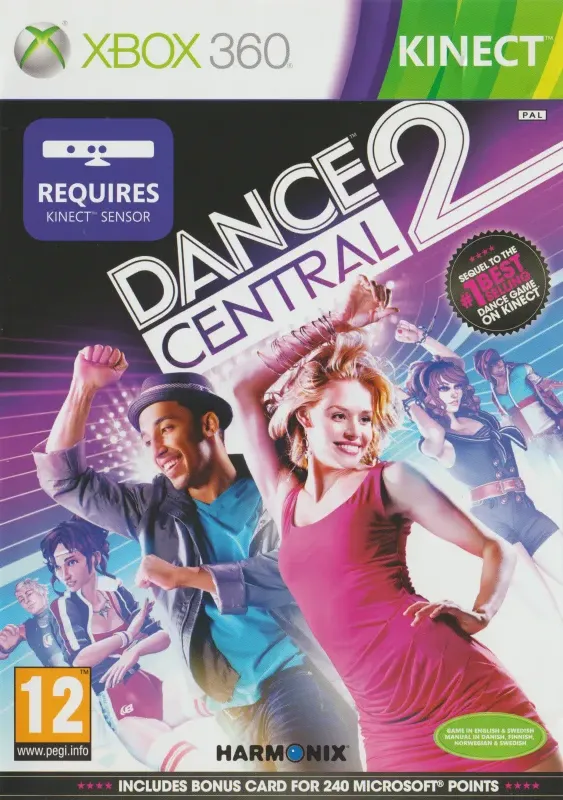 XBOX 360
KINECT™
PAL
REQUIRES
KINECT™ SENSOR
DANCE
CENTRAL™ 2
SEQUEL TO THE
#1 BEST
SELLING
DANCE GAME
ON KINECT
12
www.pegi.info
HARMONIX
GAME IN ENGLISH & SWEDISH
MANUAL IN DANISH, FINNISH,
NORWEGIAN & SWEDISH
INCLUDES BONUS CARD FOR 240 MICROSOFT® POINTS